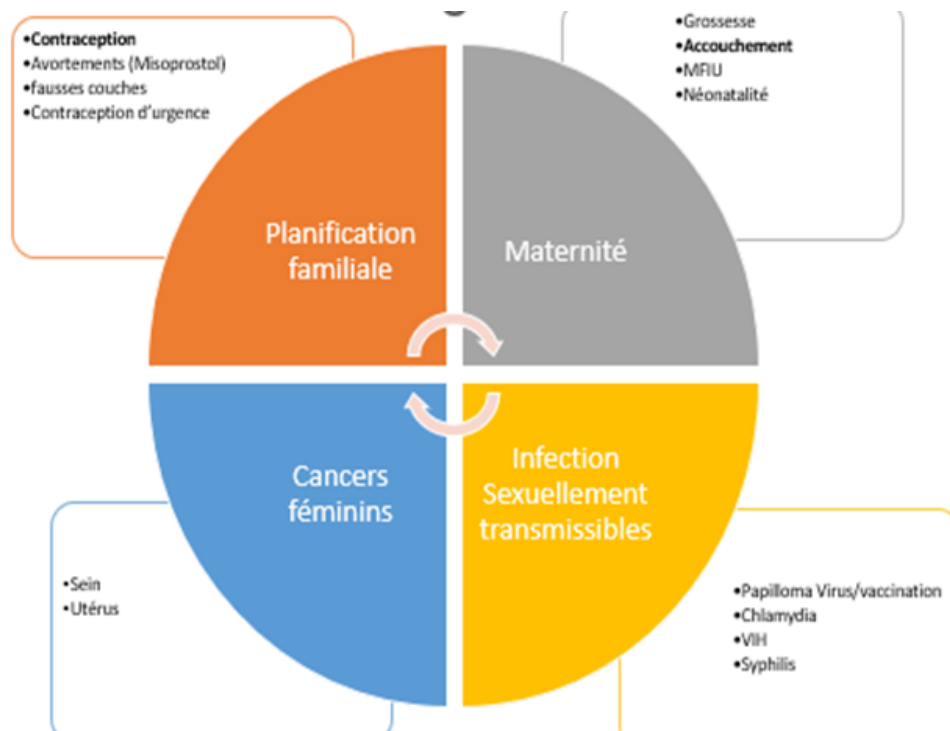 •Contraception
•Avortements (Misoprostol)
•fausses couches
•Contraception d'urgence
•Grossesse
•Accouchement
•MFIU
•Néonatalité
Planification
familiale
Maternité
Cancers
féminins
Infection
Sexuellement
transmissibles
•Sein
•Utérus
•Papilloma Virus/vaccination
•Chlamydia
•VIH
•Syphilis